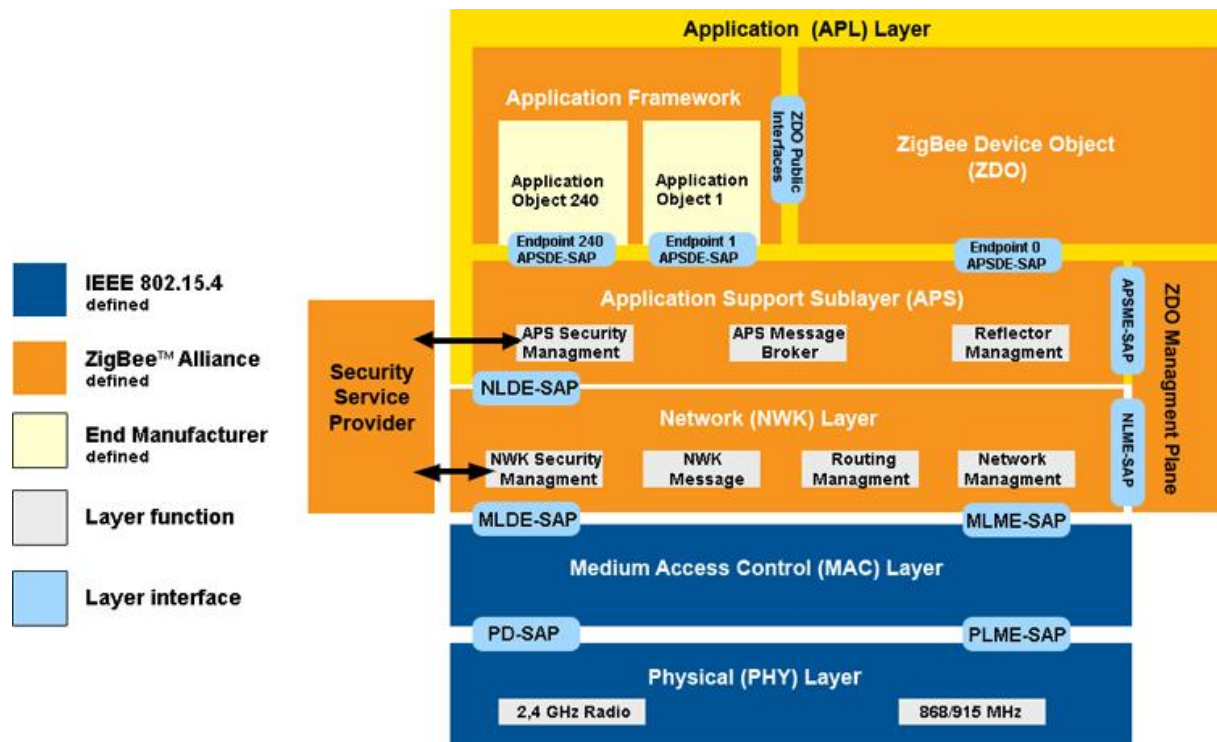 Application (APL) Layer
Application Framework
ZDO Public
Interfaces
ZigBee Device Object
(ZDO)
Application
Object 240
Application
Object 1
Endpoint 240
APSDE-SAP
Endpoint 1
APSDE-SAP
Endpoint 0
APSDE-SAP
IEEE 802.15.4
defined
ZigBee™ Alliance
defined
End Manufacturer
defined
Layer function
Layer interface
Security
Service
Provider
Application Support Sublayer (APS)
APS Security
Managment
APS Message
Broker
Reflector
Managment
APSME-SAP
ZDO Managment Plane
NLDE-SAP
Network (NWK) Layer
NWK Security
Managment
NWK
Message
Routing
Managment
Network
Managment
NLME-SAP
MLDE-SAP
MLME-SAP
Medium Access Control (MAC) Layer
PD-SAP
PLME-SAP
Physical (PHY) Layer
2,4 GHz Radio
868/915 MHz